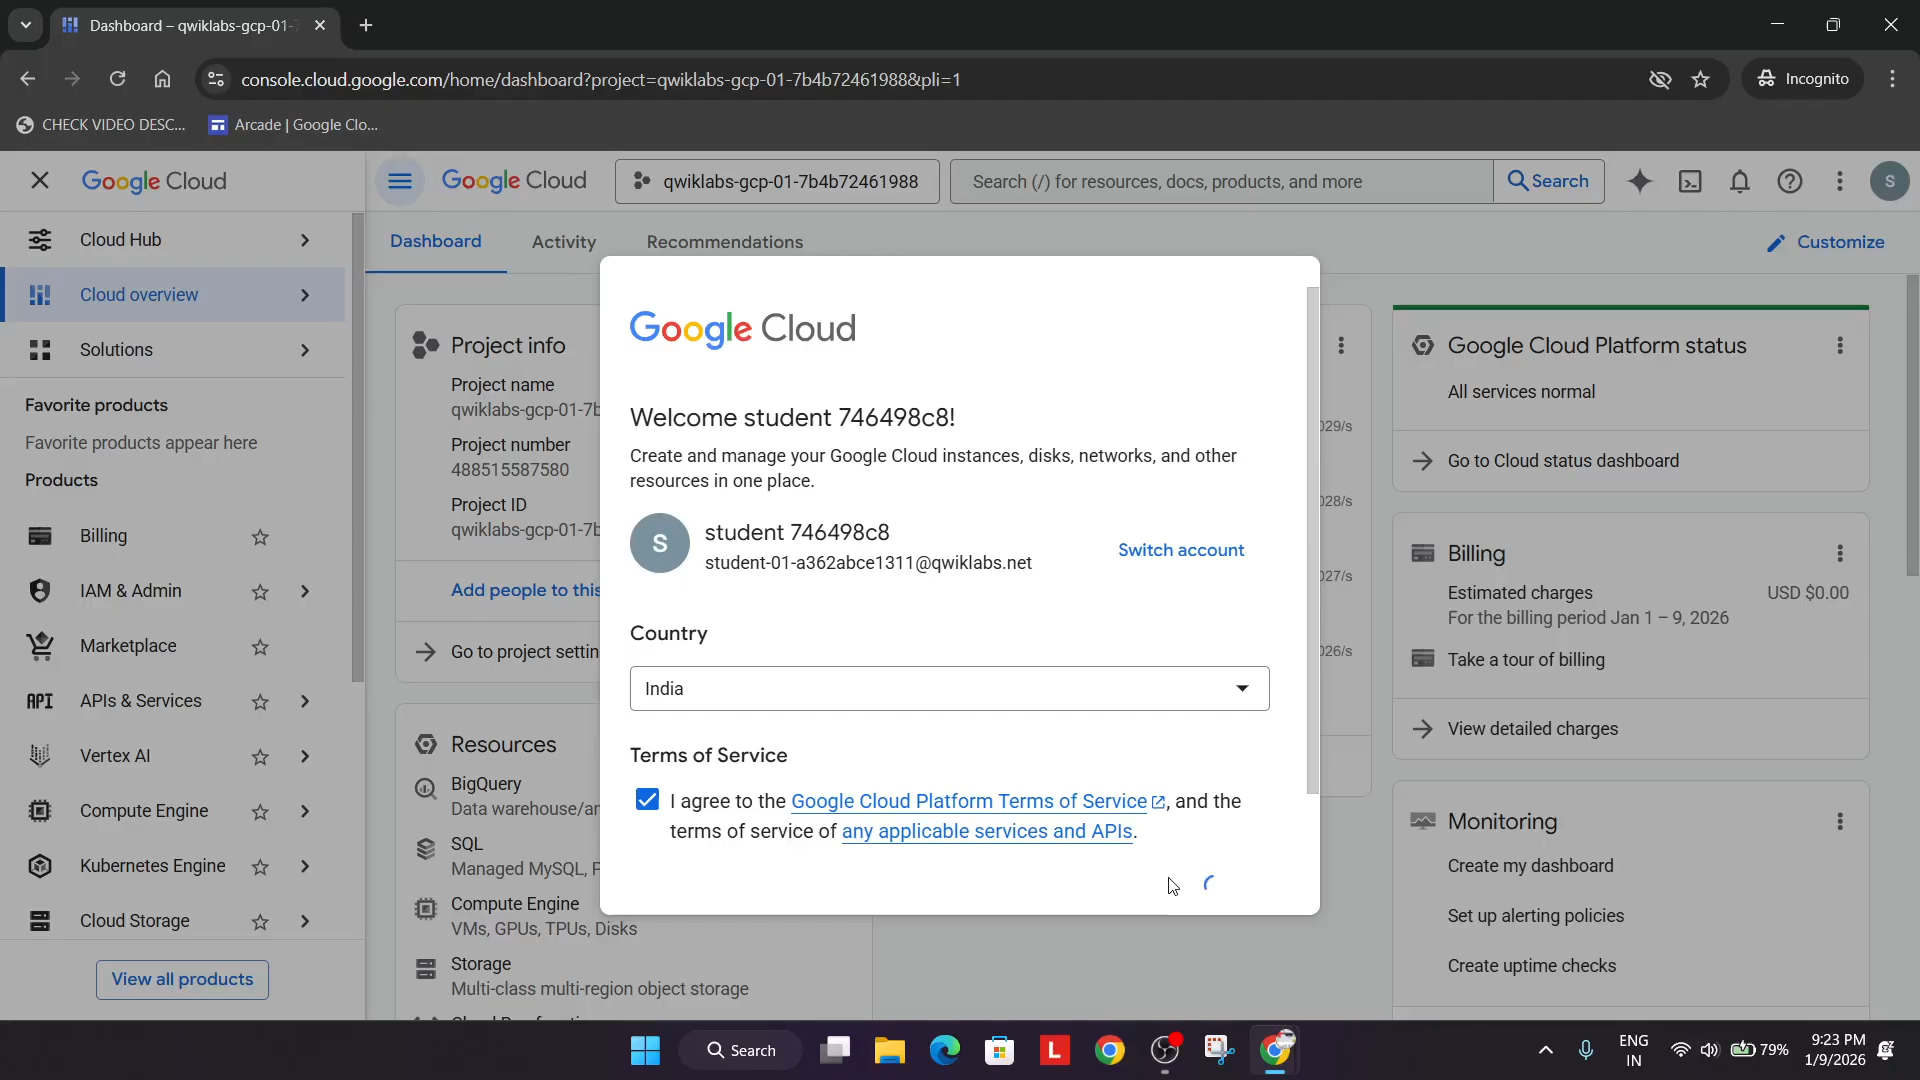 Dashboard – qwiklabs-gcp-01-
console.cloud.google.com/home/dashboard?project=qwiklabs-gcp-01-7b4b72461988&pli=1
Incognito
CHECK VIDEO DESC...
Arcade | Google Clo...
Google Cloud
Google Cloud
qwiklabs-gcp-01-7b4b72461988
Search (/) for resources, docs, products, and more
Search
S
Cloud Hub
Cloud overview
Solutions
Favorite products
Favorite products appear here
Products
Billing
IAM & Admin
Marketplace
API APIs & Services
Vertex AI
Compute Engine
Kubernetes Engine
Cloud Storage
View all products
Dashboard
Activity
Recommendations
Customize
Project info
Project name
qwiklabs-gcp-01-7b
Project number
488515587580
Project ID
qwiklabs-gcp-01-7b
Add people to this
Go to project settin
Resources
BigQuery
Data warehouse/an
SQL
Managed MySQL, P
Compute Engine
VMs, GPUs, TPUs, Disks
Storage
Multi-class multi-region object storage
Google Cloud
Welcome student 746498c8!
Create and manage your Google Cloud instances, disks, networks, and other
resources in one place.
S
student 746498c8
student-01-a362abce1311@qwiklabs.net
Switch account
Country
India
Terms of Service
I agree to the Google Cloud Platform Terms of Service, and the
terms of service of any applicable services and APIs.
029/s
028/s
027/s
026/s
Google Cloud Platform status
All services normal
Go to Cloud status dashboard
Billing
Estimated charges
USD $0.00
For the billing period Jan 1 – 9, 2026
Take a tour of billing
View detailed charges
Monitoring
Create my dashboard
Set up alerting policies
Create uptime checks
Search
L
ENG
IN
79%
9:23 PM
1/9/2026